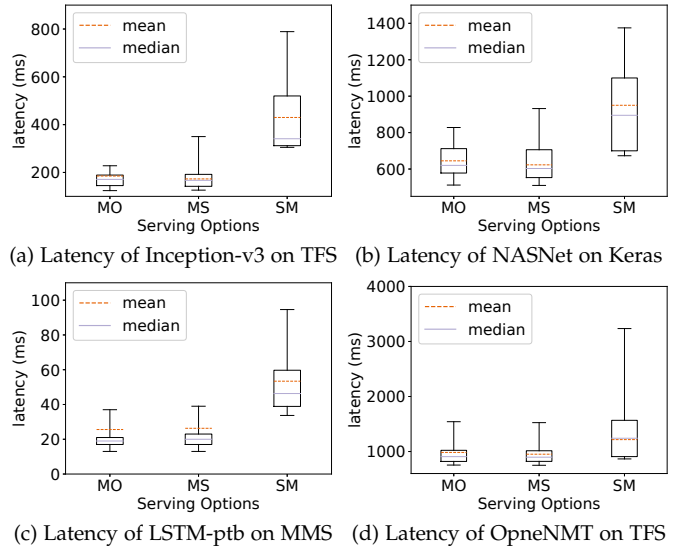 800
600
400
200
latency (ms)
mean
median
MO
MS
SM
Serving Options
(a) Latency of Inception-v3 on TFS
1400
1200
1000
800
600
latency (ms)
mean
median
MO
MS
SM
Serving Options
(b) Latency of NASNet on Keras
100
80
60
40
20
0
latency (ms)
mean
median
MO
MS
SM
Serving Options
(c) Latency of LSTM-ptb on MMS
4000
3000
2000
1000
latency (ms)
mean
median
MO
MS
SM
Serving Options
(d) Latency of OpneNMT on TFS